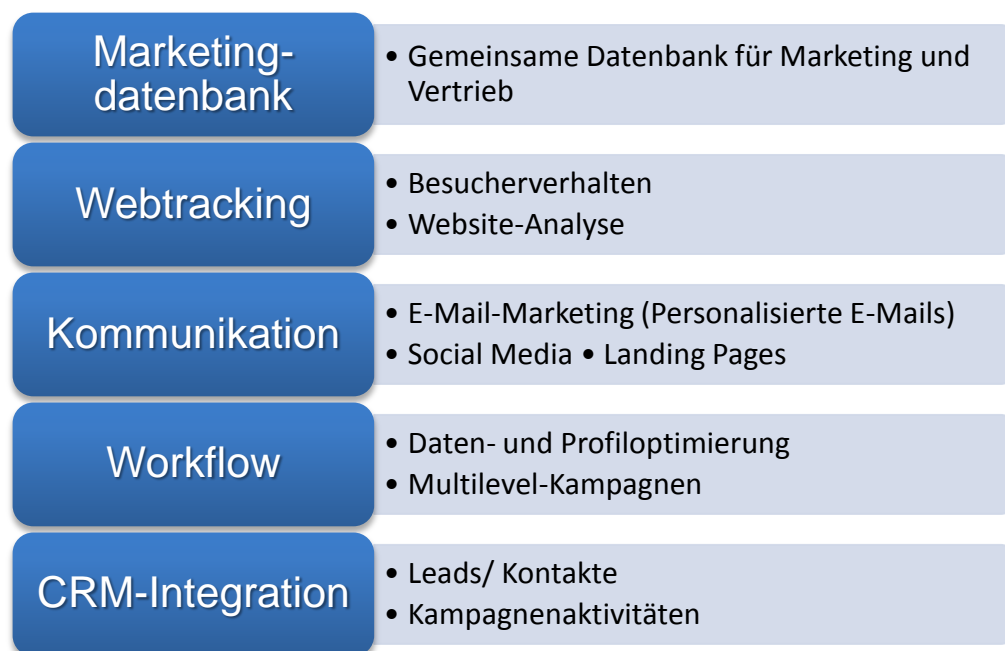 Marketing-
datenbank
• Gemeinsame Datenbank für Marketing und
Vertrieb
Webtracking
• Besucherverhalten
• Website-Analyse
Kommunikation
• E-Mail-Marketing (Personalisierte E-Mails)
• Social Media • Landing Pages
Workflow
• Daten- und Profiloptimierung
• Multilevel-Kampagnen
CRM-Integration
• Leads/ Kontakte
• Kampagnenaktivitäten